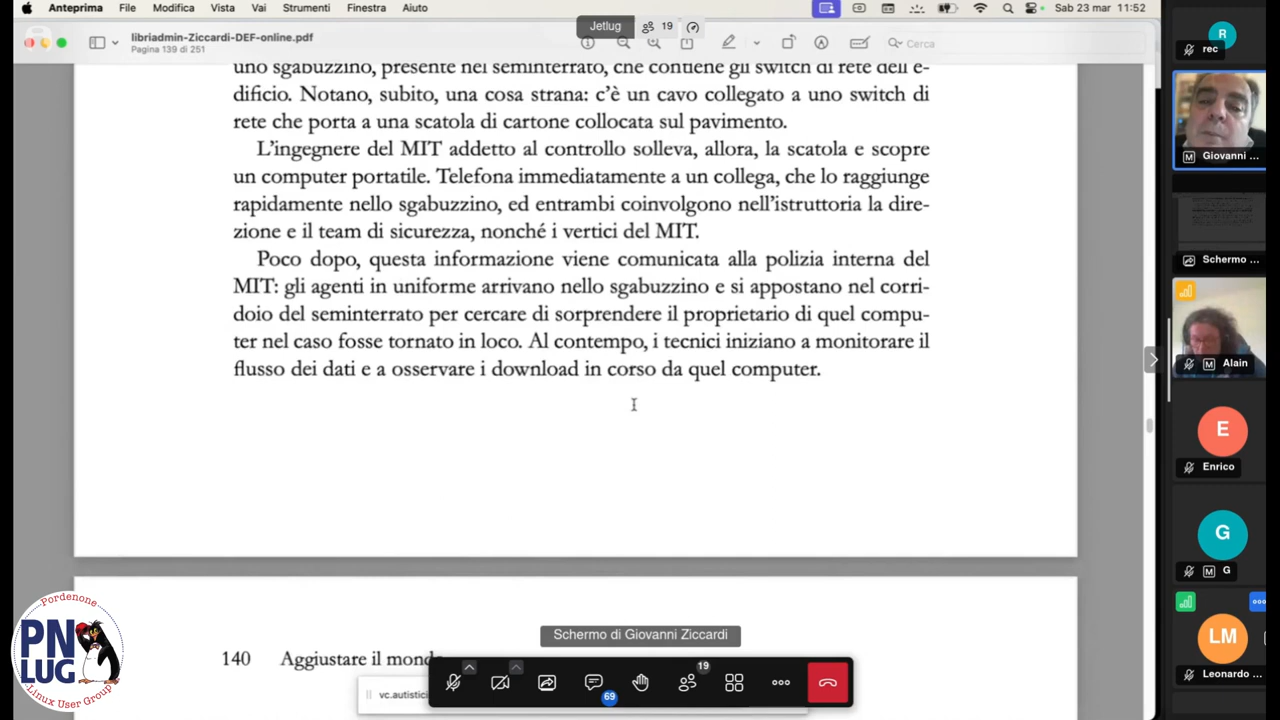 Anteprima File Modifica Vista Vai Strumenti Finestra Aiuto
Sab 23 mar 11:52
Jetlug 19
libriadmin-Ziccardi-DEF-online.pdf
Pagina 139 di 251
Cerca
uno sgabuzzino, presente nel seminterrato, che contiene gli switch di rete dell'e-
dificio. Notano, subito, una cosa strana: c'è un cavo collegato a uno switch di
rete che porta a una scatola di cartone collocata sul pavimento.
L'ingegnere del MIT addetto al controllo solleva, allora, la scatola e scopre
un computer portatile. Telefona immediatamente a un collega, che lo raggiunge
rapidamente nello sgabuzzino, ed entrambi coinvolgono nell'istruttoria la dire-
zione e il team di sicurezza, nonché i vertici del MIT.
Poco dopo, questa informazione viene comunicata alla polizia interna del
MIT: gli agenti in uniforme arrivano nello sgabuzzino e si appostano nel corri-
doio del seminterrato per cercare di sorprendere il proprietario di quel compu-
ter nel caso fosse tornato in loco. Al contempo, i tecnici iniziano a monitorare il
flusso dei dati e a osservare i download in corso da quel computer.
140 Aggiustare il mondo
Schermo di Giovanni Ziccardi
vc.autistici
69
19
R
rec
M Giovanni ...
Schermo ...
M Alain
E
Enrico
G
M G
LM
Leonardo ...
Pordenone
PN
LUG
Linux User Group